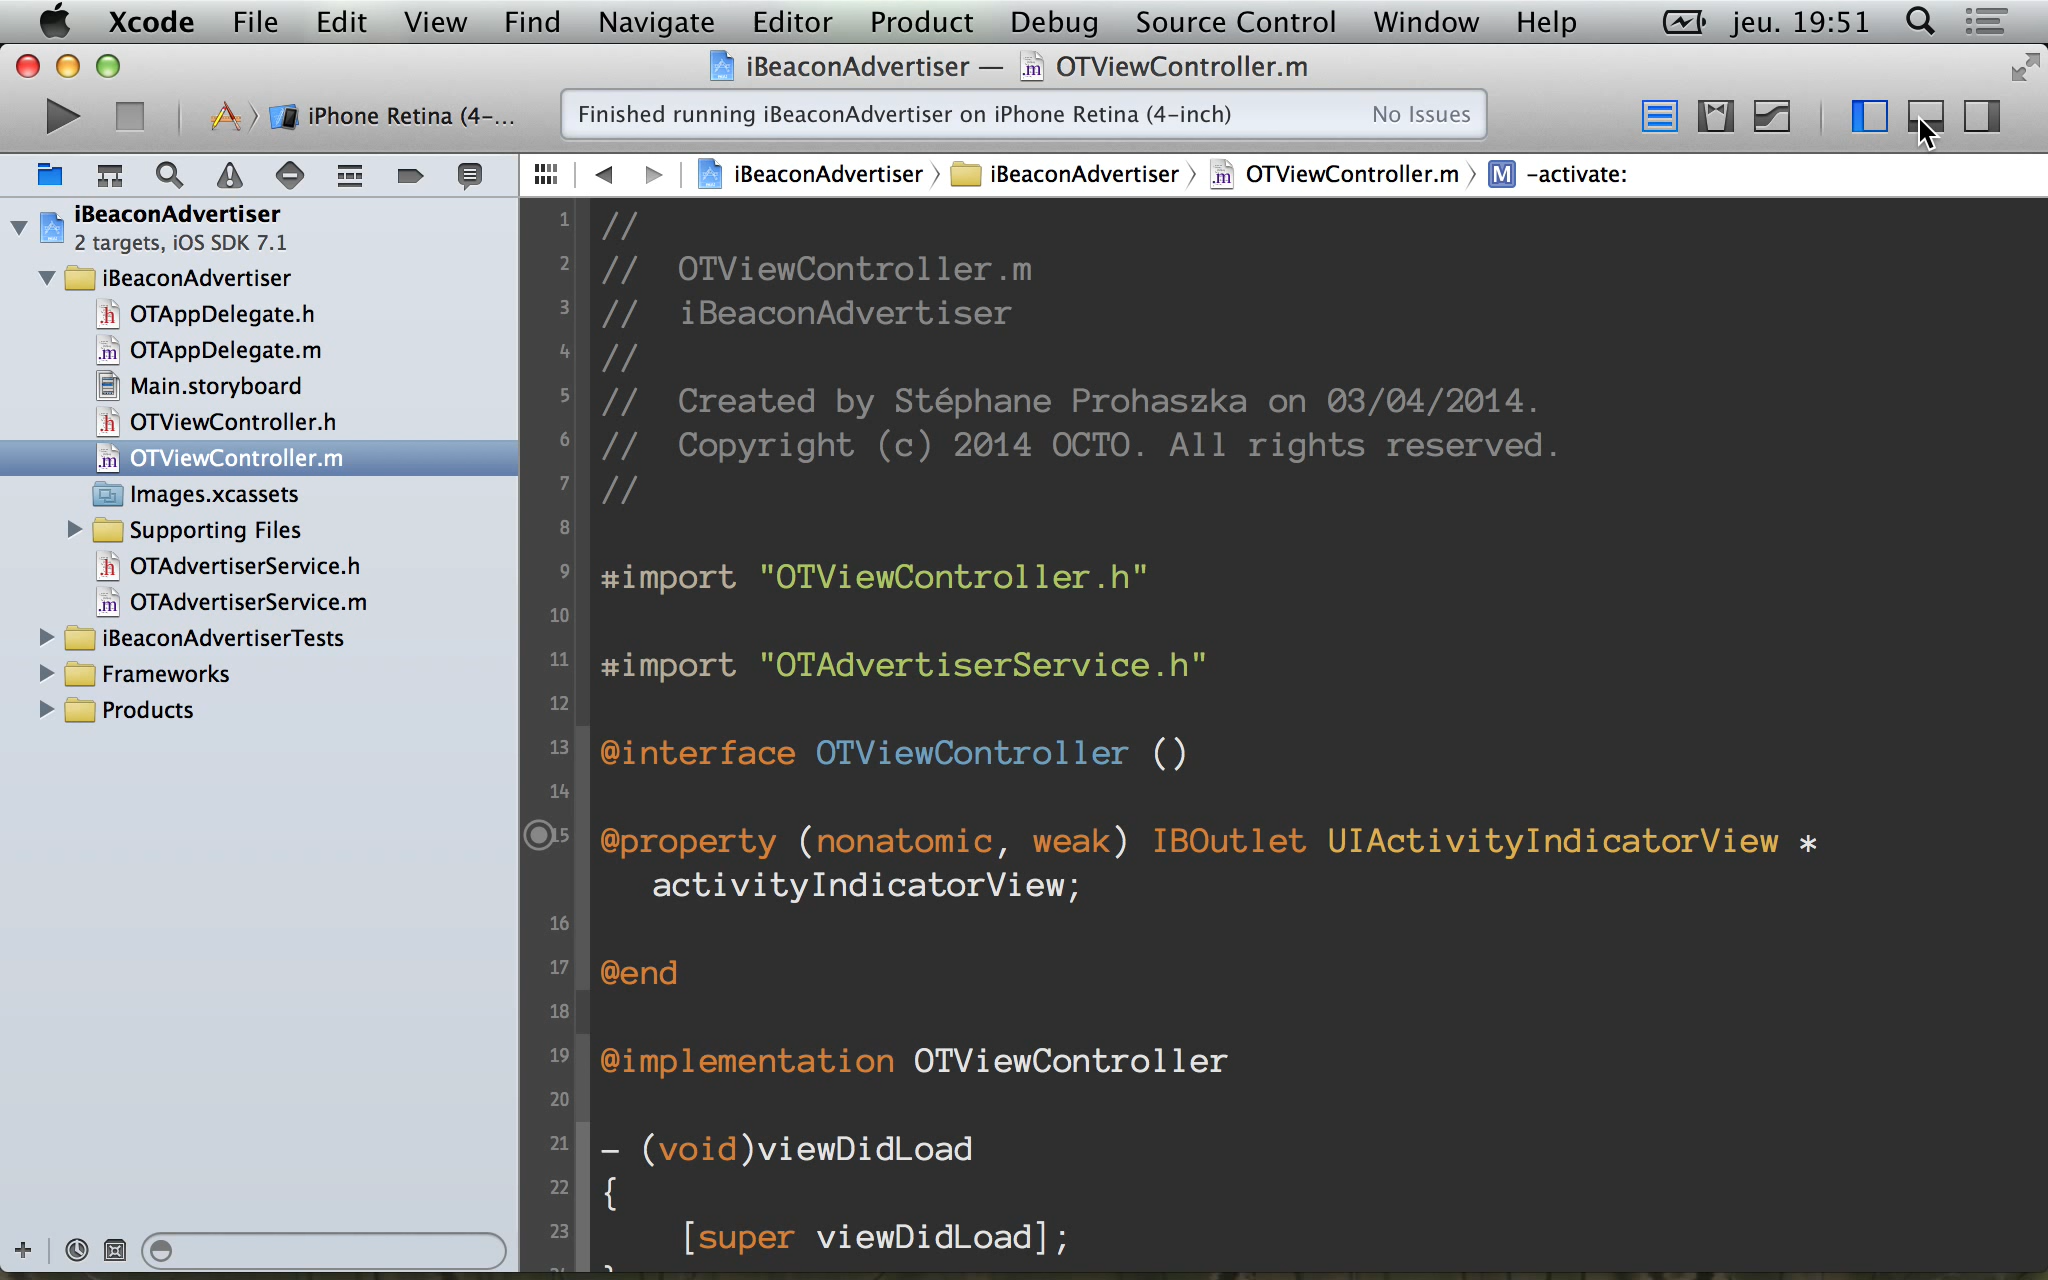 Xcode File Edit View Find Navigate Editor Product Debug Source Control Window Help jeu. 19:51
iBeaconAdvertiser — OTViewController.m
iPhone Retina (4-...
Finished running iBeaconAdvertiser on iPhone Retina (4-inch) No Issues
iBeaconAdvertiser iBeaconAdvertiser OTViewController.m M -activate:
iBeaconAdvertiser
2 targets, iOS SDK 7.1
iBeaconAdvertiser
OTAppDelegate.h
OTAppDelegate.m
Main.storyboard
OTViewController.h
OTViewController.m
Images.xcassets
Supporting Files
OTAdvertiserService.h
OTAdvertiserService.m
iBeaconAdvertiserTests
Frameworks
Products
1 //
2 //  OTViewController.m
3 //  iBeaconAdvertiser
4 //
5 //  Created by Stéphane Prohaszka on 03/04/2014.
6 //  Copyright (c) 2014 OCTO. All rights reserved.
7 //
8
9 #import "OTViewController.h"
10
11 #import "OTAdvertiserService.h"
12
13 @interface OTViewController ()
14
15 @property (nonatomic, weak) IBOutlet UIActivityIndicatorView *
activityIndicatorView;
16
17 @end
18
19 @implementation OTViewController
20
21 - (void)viewDidLoad
22 {
23     [super viewDidLoad];